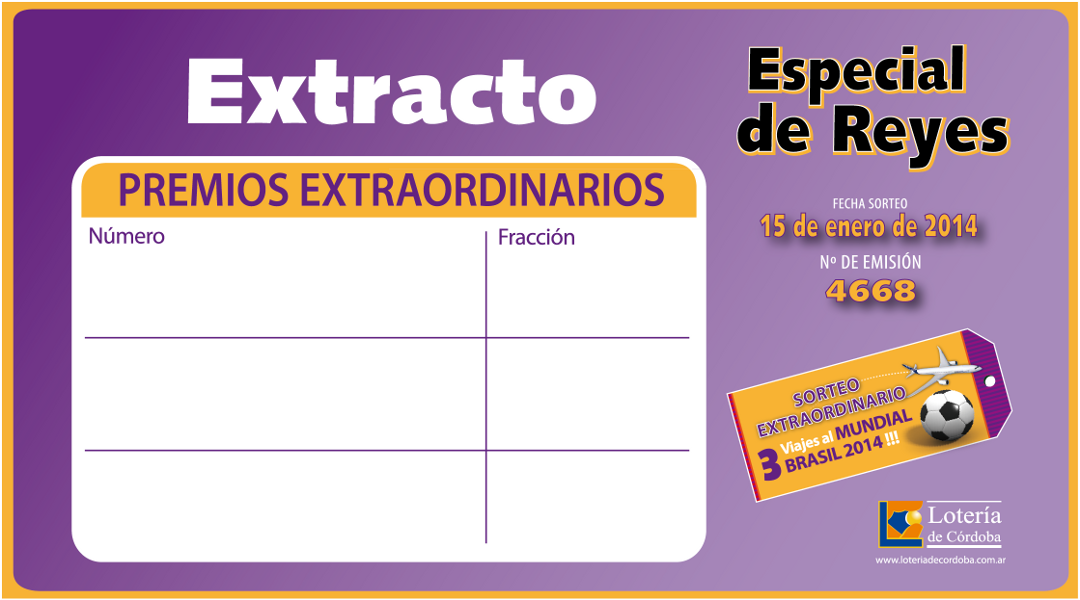 Extracto
PREMIOS EXTRAORDINARIOS
Número
Fracción
Especial
de Reyes
FECHA SORTEO
15 de enero de 2014
Nº DE EMISIÓN
4668
SORTEO
EXTRAORDINARIO
3 Viajes al MUNDIAL
BRASIL 2014 !!!
Lotería
de Córdoba
www.loteriadecordoba.com.ar